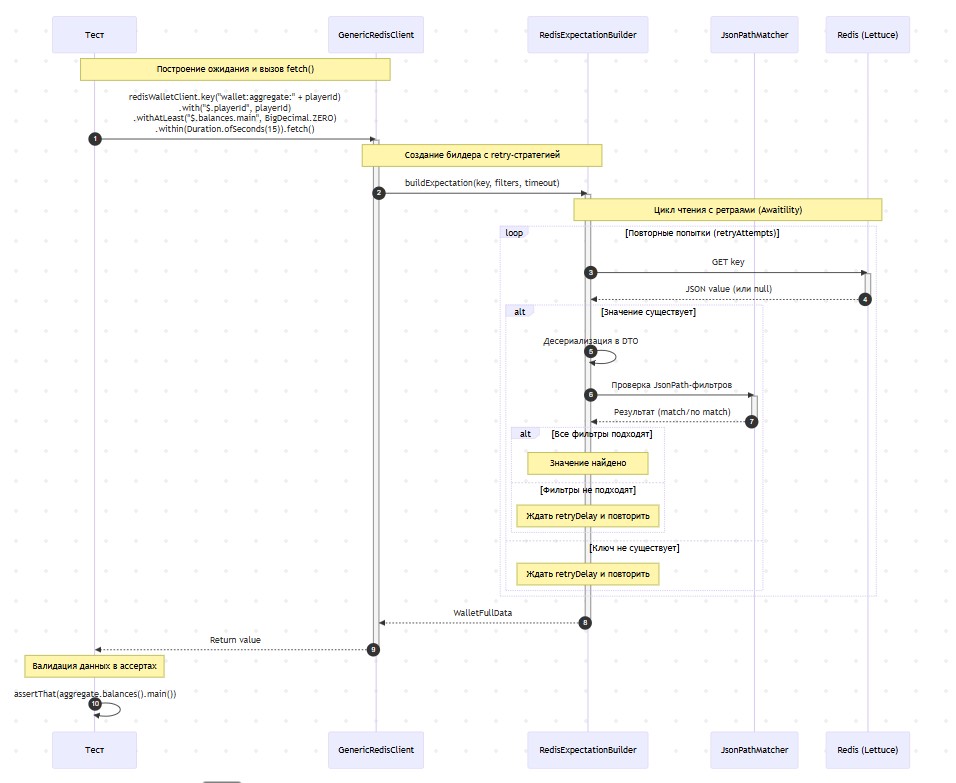 Тест
GenericRedisClient
RedisExpectationBuilder
JsonPathMatcher
Redis (Lettuce)
Построение ожидания и вызов fetch()
redisWalletClient.key("wallet:aggregate:" + playerId)
.with("$.playerId", playerId)
.withAtLeast("$.balances.main", BigDecimal.ZERO)
.within(Duration.ofSeconds(15)).fetch()
1
Создание билдера с retry-стратегией
2
buildExpectation(key, filters, timeout)
Цикл чтения с ретраями (Awaitility)
loop
[Повторные попытки (retryAttempts)]
GET key
3
JSON value (или null)
4
alt
[Значение существует]
Десериализация в DTO
5
Проверка JsonPath-фильтров
6
Результат (match/no match)
7
alt
[Все фильтры подходят]
Значение найдено
[Фильтры не подходят]
Ждать retryDelay и повторить
[Ключ не существует]
Ждать retryDelay и повторить
WalletFullData
8
Return value
9
Валидация данных в ассертах
assertThat(aggregate.balances().main())
10
Тест
GenericRedisClient
RedisExpectationBuilder
JsonPathMatcher
Redis (Lettuce)